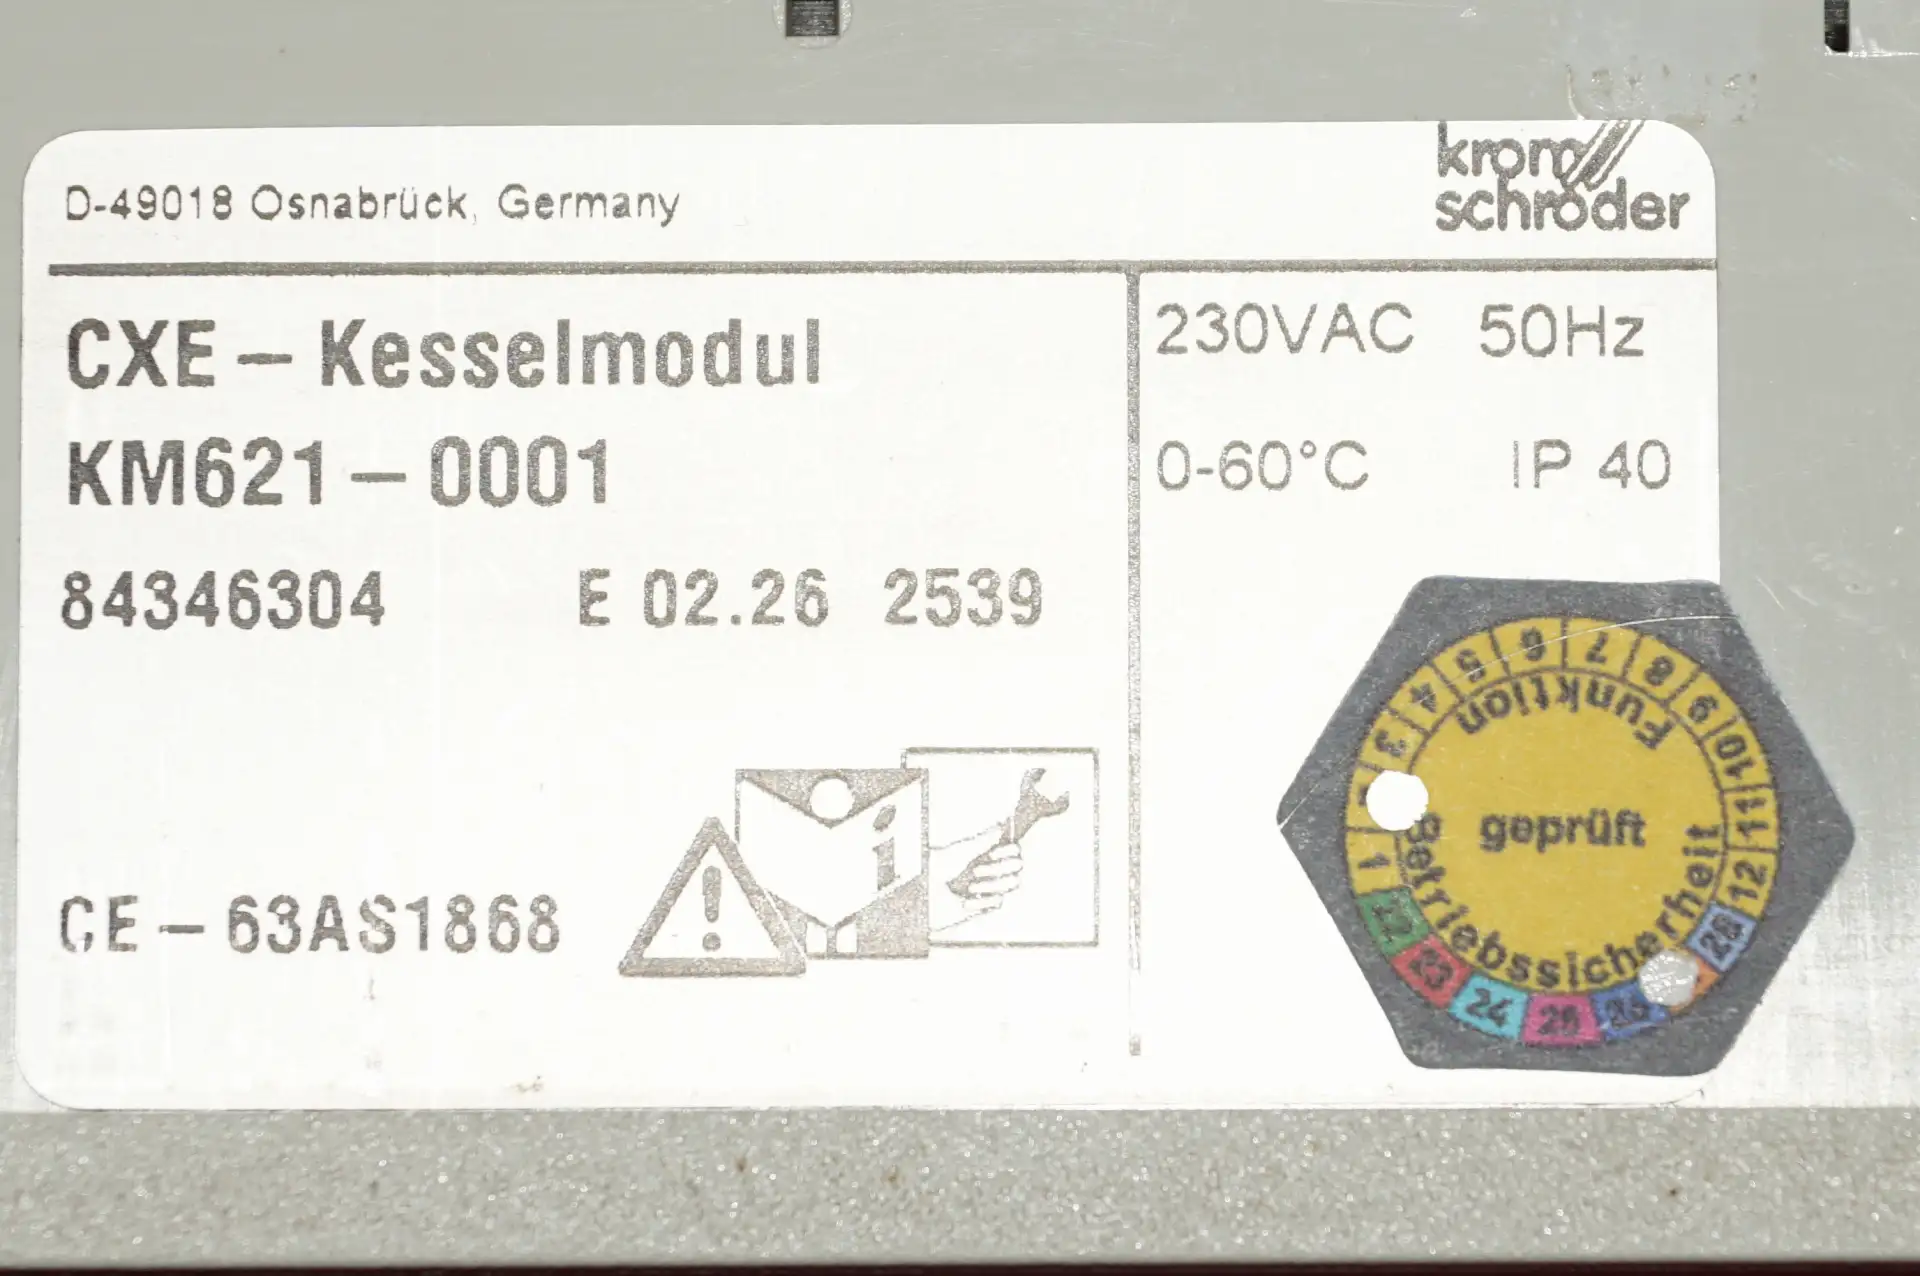 D-49018 Osnabrück, Germany
krom
schröder
CXE – Kesselmodul
230VAC 50Hz
KM621 – 0001
0-60°C IP 40
84346304 E 02.26 2539
CE – 63AS1868
i
Funktion
geprüft
Betriebssicherheit
1 3 4 5 6 7 8 9 10 11 12
22 23 24 25 26 28